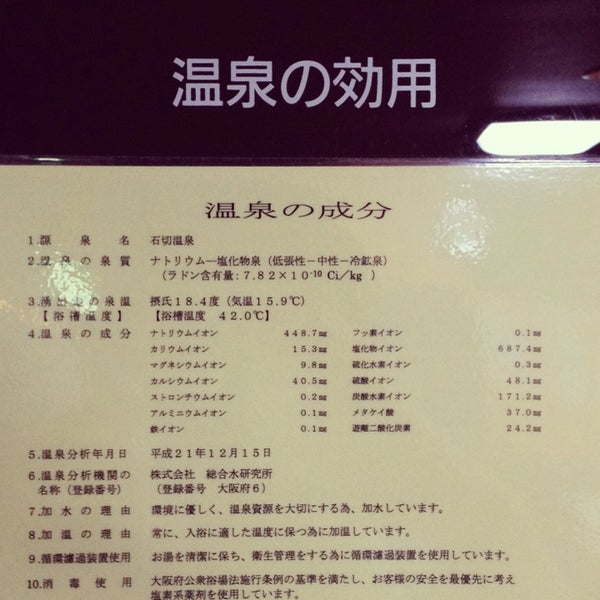 温泉の効用
温泉の成分
1.源泉名 石切温泉
2.温泉の泉質 ナトリウム―塩化物泉（低張性－中性－冷鉱泉）
（ラドン含有量：7.82×10⁻¹⁰ Ci／kg ）
3.湧出地の泉温 摂氏18.4度（気温15.9℃）
【浴槽温度】 【浴槽温度 42.0℃】
4.温泉の成分 ナトリウムイオン 448.7㎎ フッ素イオン 0.1㎎
カリウムイオン 15.3㎎ 塩化物イオン 687.4㎎
マグネシウムイオン 9.8㎎ 硫化水素イオン 0.3㎎
カルシウムイオン 40.5㎎ 硫酸イオン 48.1㎎
ストロンチウムイオン 0.2㎎ 炭酸水素イオン 171.2㎎
アルミニウムイオン 0.1㎎ メタケイ酸 37.0㎎
鉄イオン 0.1㎎ 遊離二酸化炭素 24.2㎎
5.温泉分析年月日 平成21年12月15日
6.温泉分析機関の 株式会社 総合水研究所
名称（登録番号） （登録番号 大阪府6）
7.加水の理由 環境に優しく、温泉資源を大切にする為、加水しています。
8.加温の理由 常に、入浴に適した温度に保つ為に加温しています。
9.循環濾過装置使用 お湯を清潔に保ち、衛生管理をする為に循環濾過装置を使用しています。
10.消毒使用 大阪府公衆浴場法施行条例の基準を満たし、お客様の安全を最優先に考え
塩素系薬剤を使用しています。